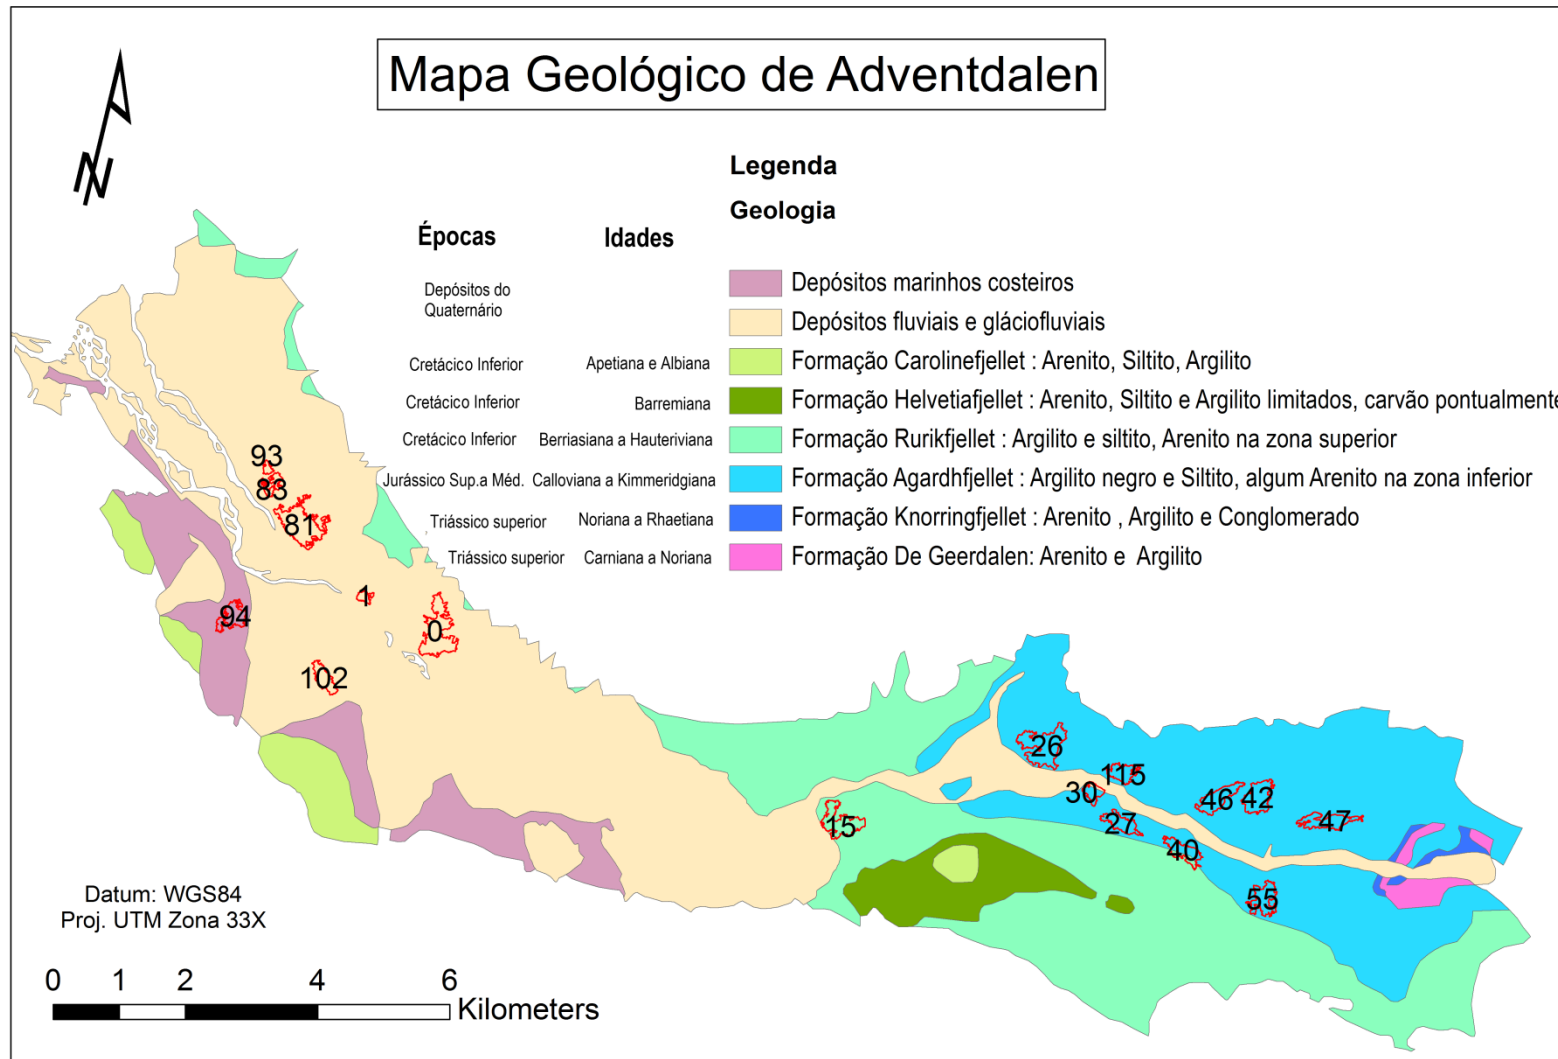 Mapa Geológico de Adventdalen
N
Legenda
Geologia
Épocas Idades
Depósitos do
Quaternário
Depósitos marinhos costeiros
Depósitos fluviais e gláciofluviais
Cretácico Inferior Apetiana e Albiana Formação Carolinefjellet : Arenito, Siltito, Argilito
Cretácico Inferior Barremiana Formação Helvetiafjellet : Arenito, Siltito e Argilito limitados, carvão pontualmente
Cretácico Inferior Berriasiana a Hauteriviana Formação Rurikfjellet : Argilito e siltito, Arenito na zona superior
Jurássico Sup.a Méd. Calloviana a Kimmeridgiana Formação Agardhfjellet : Argilito negro e Siltito, algum Arenito na zona inferior
Triássico superior Noriana a Rhaetiana Formação Knorringfjellet : Arenito , Argilito e Conglomerado
Triássico superior Carniana a Noriana Formação De Geerdalen: Arenito e Argilito
93
83
81
1
94
0
102
26
115
30
46
42
47
27
15
40
55
Datum: WGS84
Proj. UTM Zona 33X
0 1 2 4 6
Kilometers